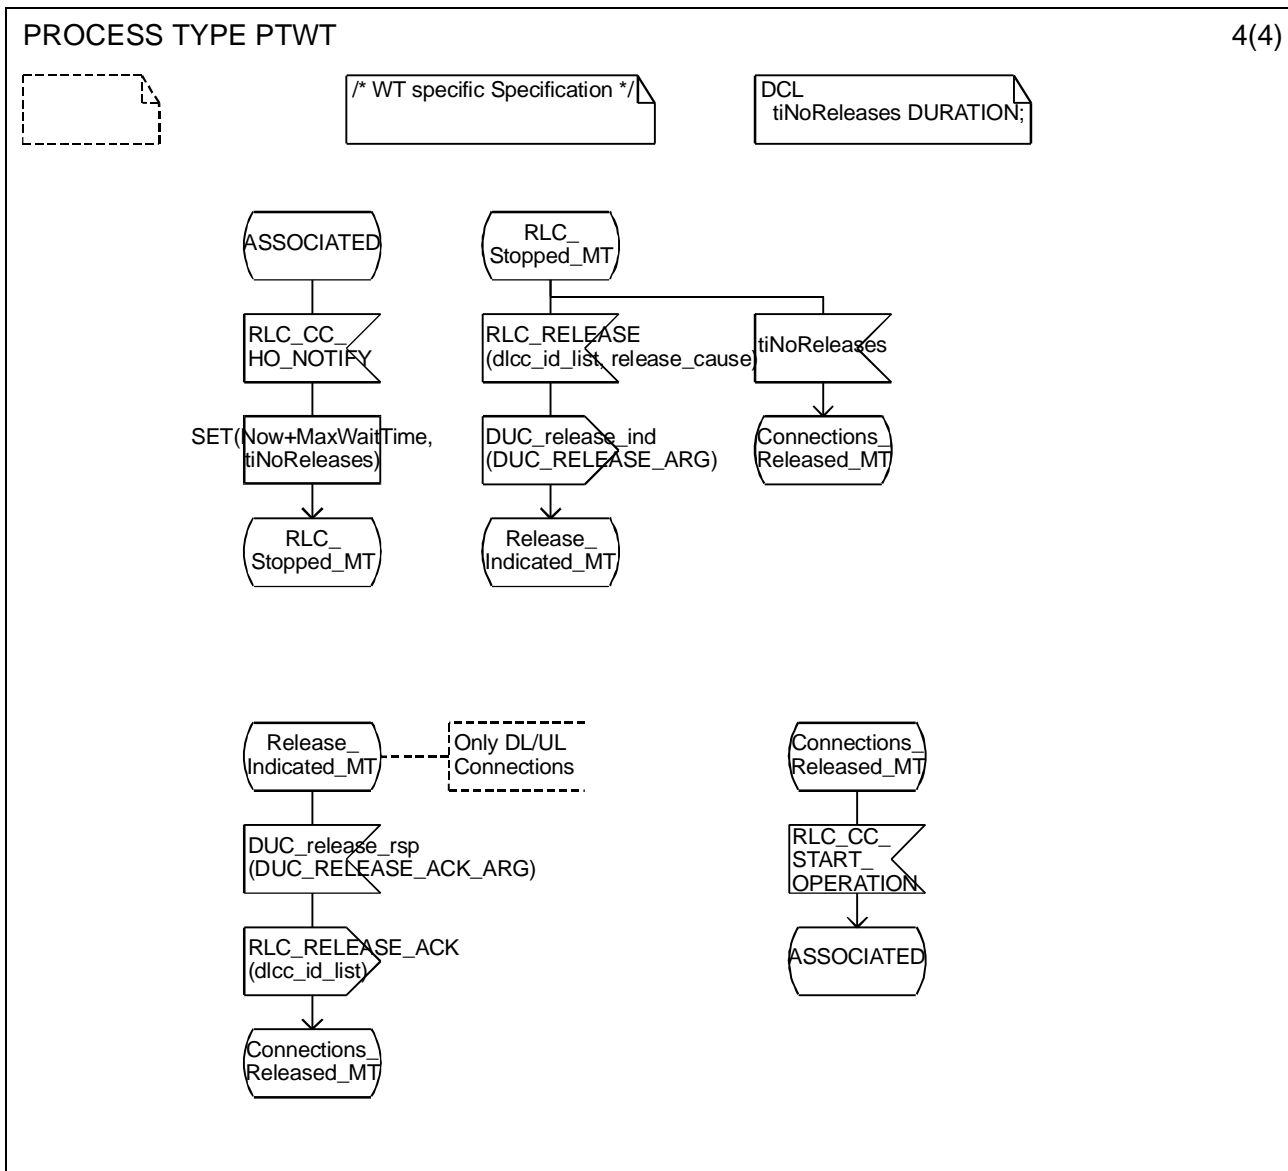 PROCESS TYPE PTWT
4(4)
/* WT specific Specification */
DCL
tiNoReleases DURATION;
ASSOCIATED
RLC_CC_
HO_NOTIFY
SET(Now+MaxWaitTime,
tiNoReleases)
RLC_
Stopped_MT
RLC_
Stopped_MT
RLC_RELEASE
(dlcc_id_list, release_cause)
DUC_release_ind
(DUC_RELEASE_ARG)
Release_
Indicated_MT
tiNoReleases
Connections_
Released_MT
Release_
Indicated_MT
Only DL/UL
Connections
DUC_release_rsp
(DUC_RELEASE_ACK_ARG)
RLC_RELEASE_ACK
(dlcc_id_list)
Connections_
Released_MT
Connections_
Released_MT
RLC_CC_
START_
OPERATION
ASSOCIATED